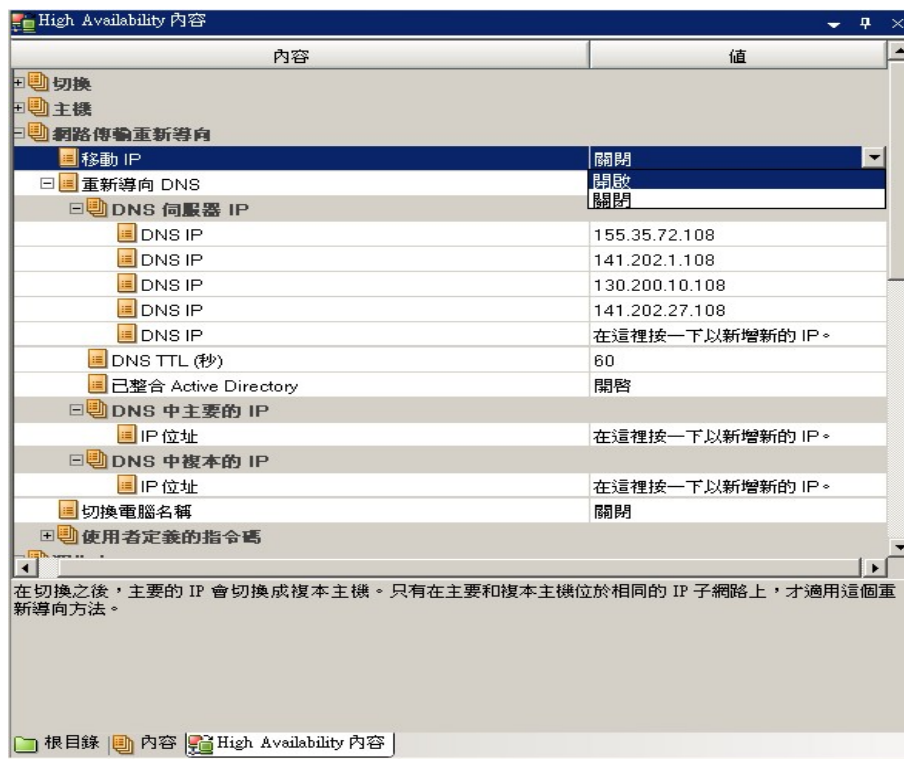 High Availability 內容
內容 值
切換
主機
網路傳輸重新導向
移動 IP 關閉
開啟
關閉
重新導向 DNS
DNS 伺服器 IP
DNS IP 155.35.72.108
DNS IP 141.202.1.108
DNS IP 130.200.10.108
DNS IP 141.202.27.108
DNS IP 在這裡按一下以新增新的 IP。
DNS TTL (秒) 60
已整合 Active Directory 開啓
DNS 中主要的 IP
IP 位址 在這裡按一下以新增新的 IP。
DNS 中複本的 IP
IP 位址 在這裡按一下以新增新的 IP。
切換電腦名稱 關閉
使用者定義的指令碼
在切換之後，主要的 IP 會切換成複本主機。只有在主要和複本主機位於相同的 IP 子網路上，才適用這個重
新導向方法。
根目錄 內容 High Availability 內容